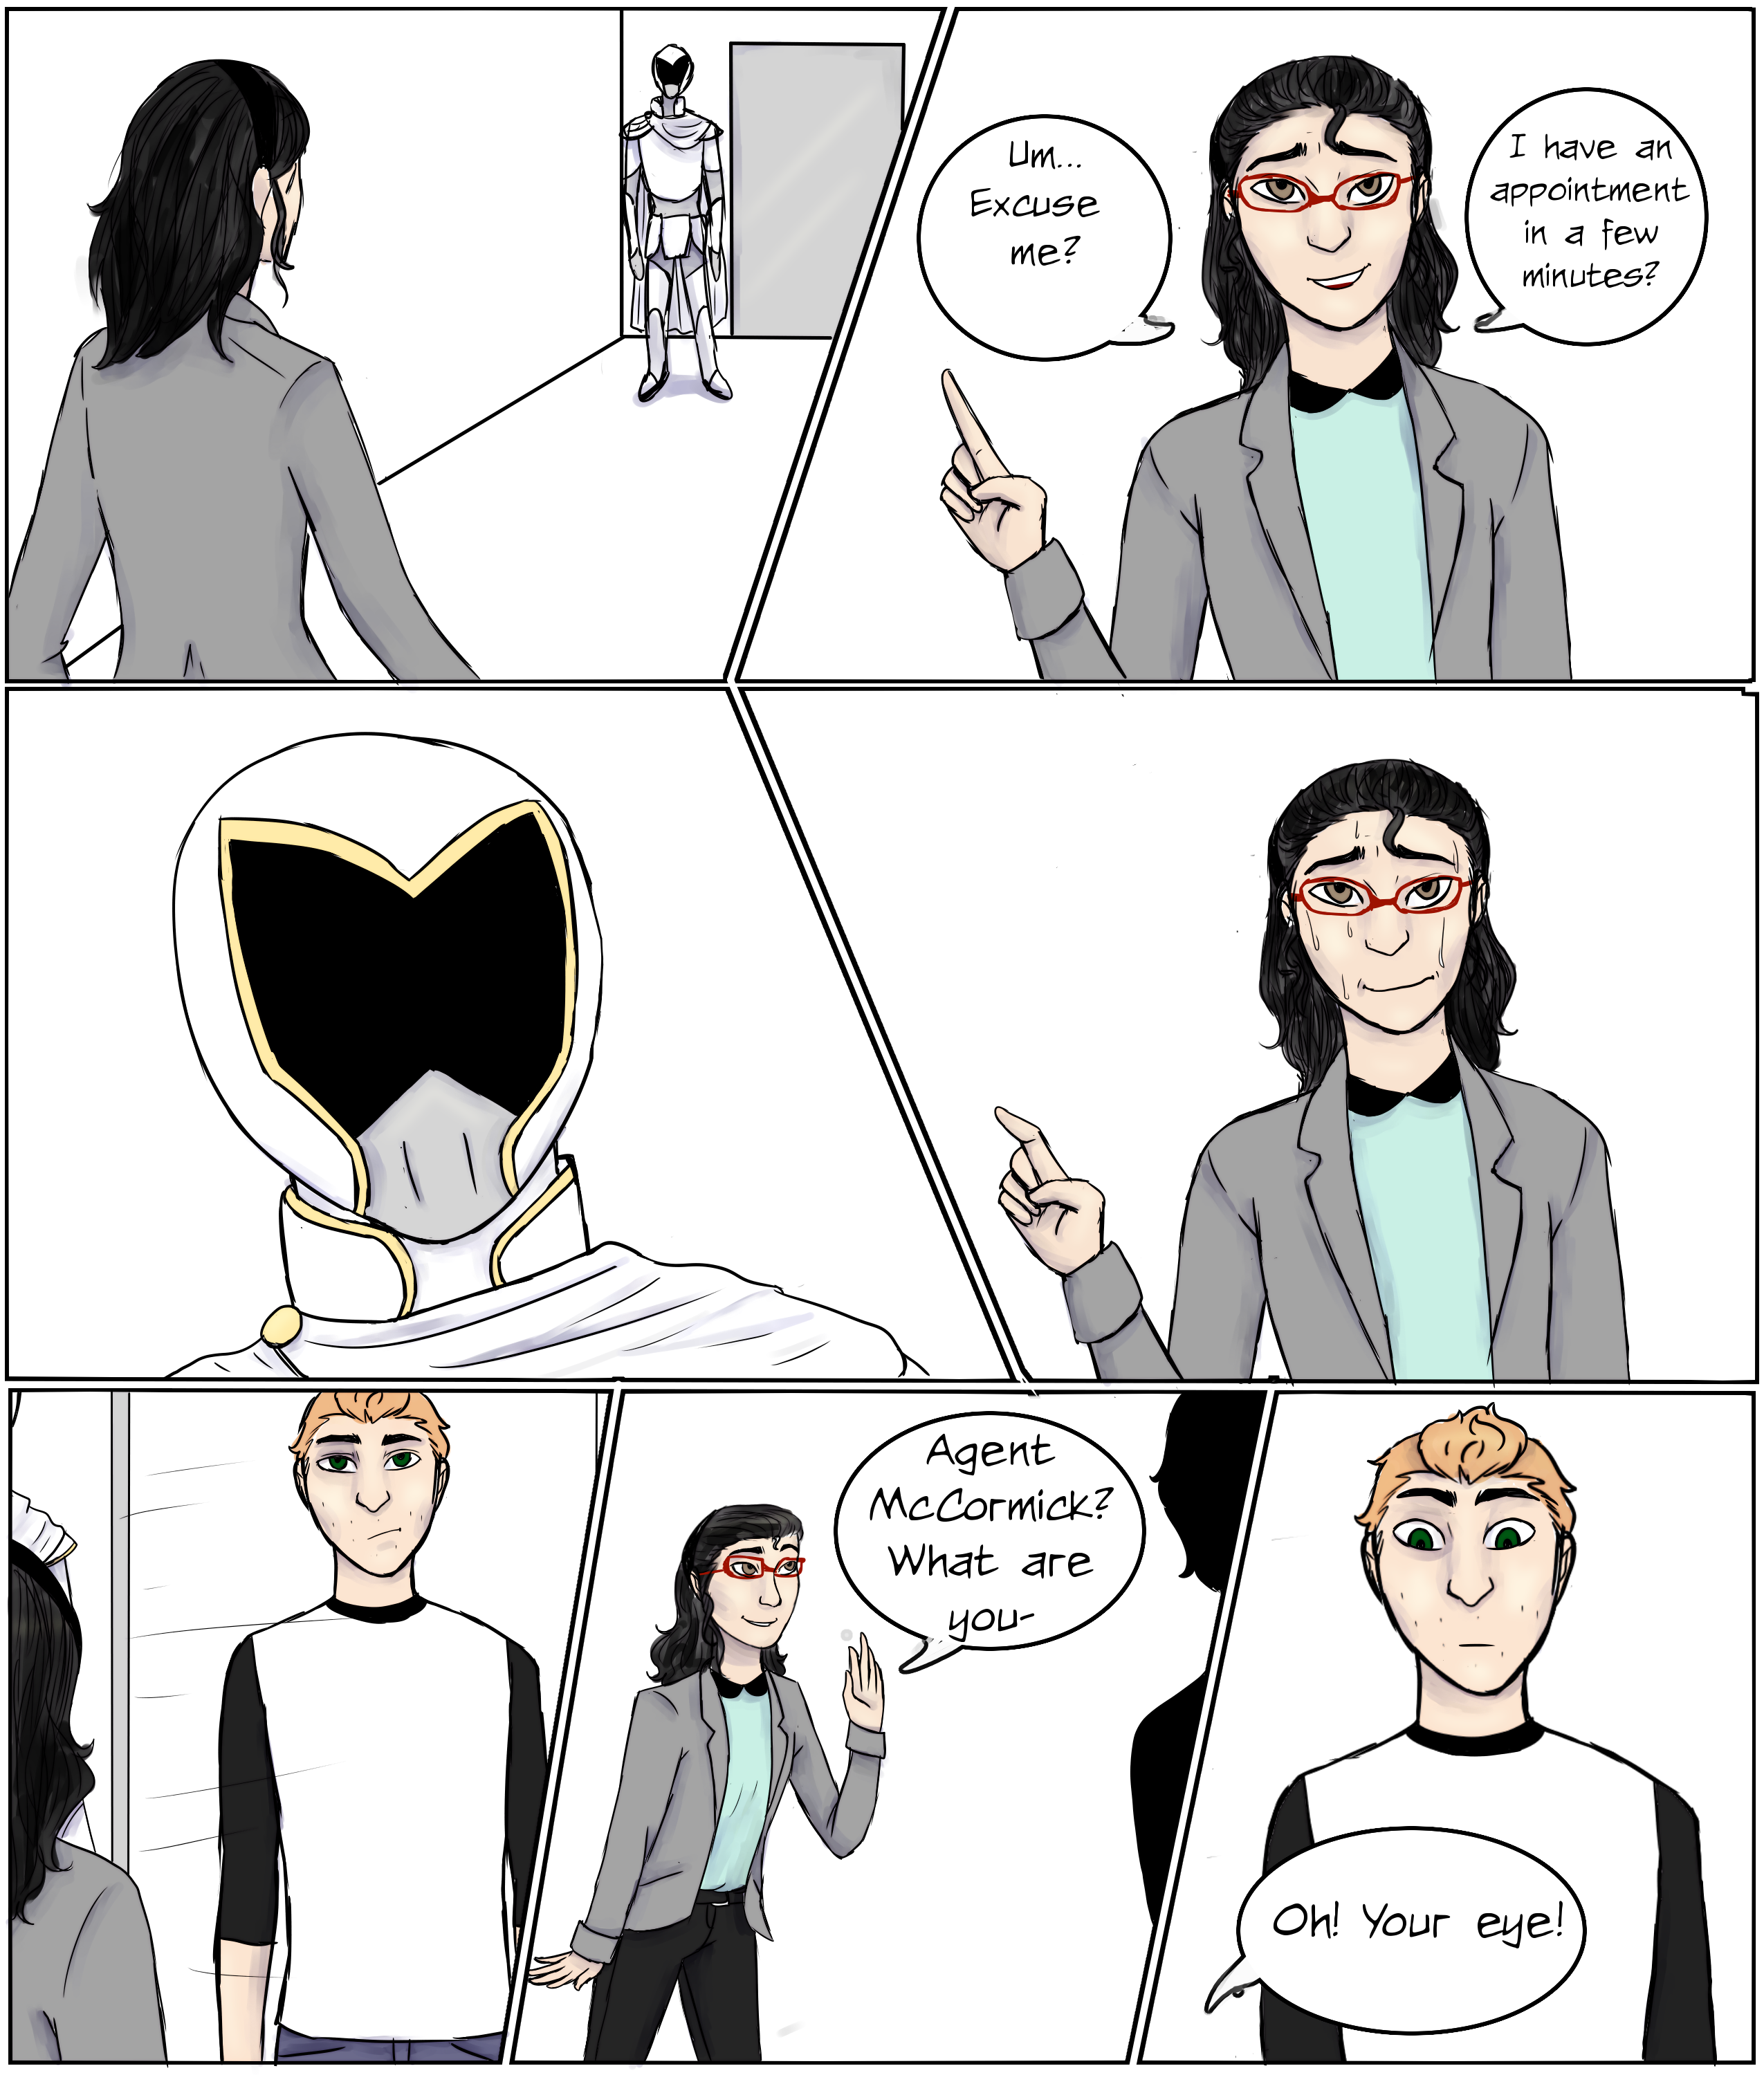 Um...
Excuse
me?
I have an
appointment
in a few
minutes?
Agent
McCormick?
What are
you-
Oh! Your eye!